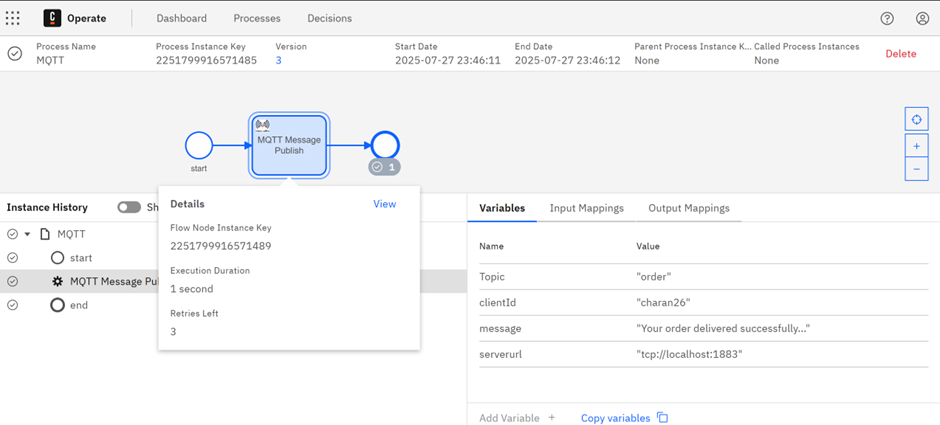 C Operate Dashboard Processes Decisions
Process Name Process Instance Key Version Start Date End Date Parent Process Instance K... Called Process Instances
MQTT 2251799916571485 3 2025-07-27 23:46:11 2025-07-27 23:46:12 None None Delete
MQTT Message
Publish
start
1
+
−
Instance History Sh
MQTT
start
MQTT Message Pu
end
Details View
Flow Node Instance Key
2251799916571489
Execution Duration
1 second
Retries Left
3
Variables Input Mappings Output Mappings
Name Value
Topic "order"
clientId "charan26"
message "Your order delivered successfully..."
serverurl "tcp://localhost:1883"
Add Variable + Copy variables